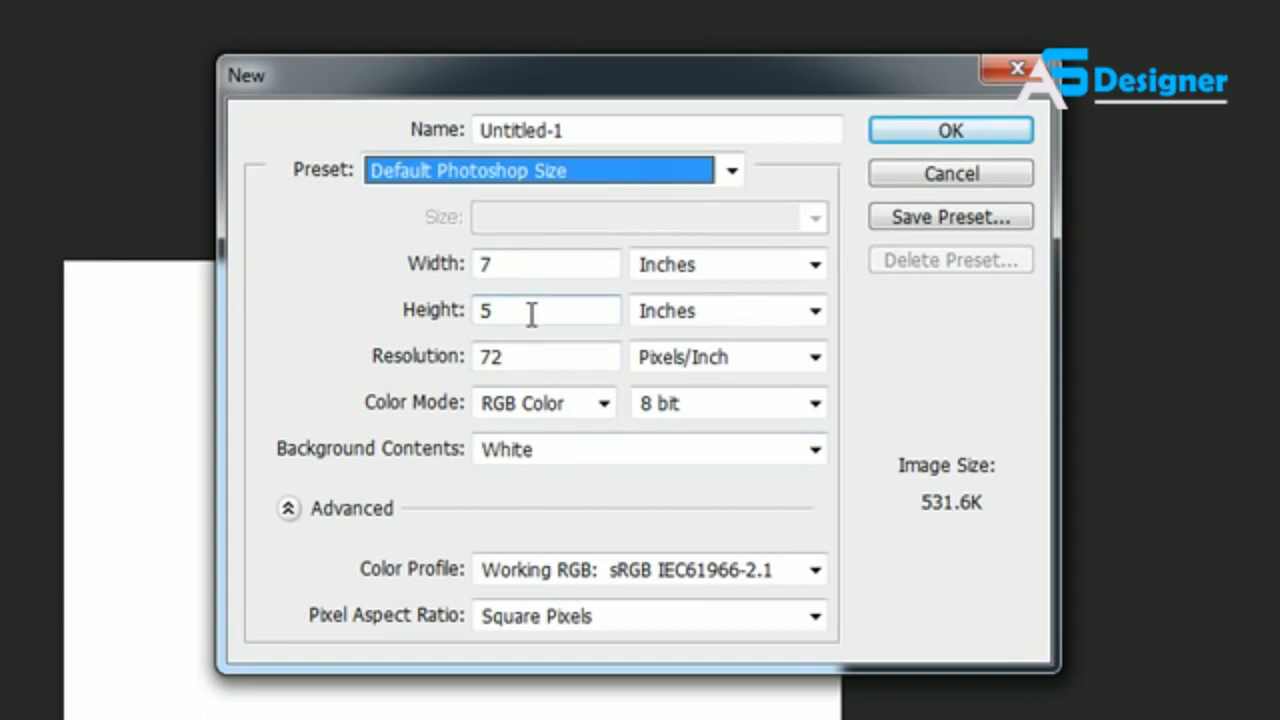 New
AS Designer
Name: Untitled-1
OK
Preset: Default Photoshop Size
Cancel
Size:
Save Preset...
Width: 7 Inches
Delete Preset...
Height: 5 Inches
Resolution: 72 Pixels/Inch
Color Mode: RGB Color 8 bit
Background Contents: White
Image Size:
531.6K
Advanced
Color Profile: Working RGB: sRGB IEC61966-2.1
Pixel Aspect Ratio: Square Pixels